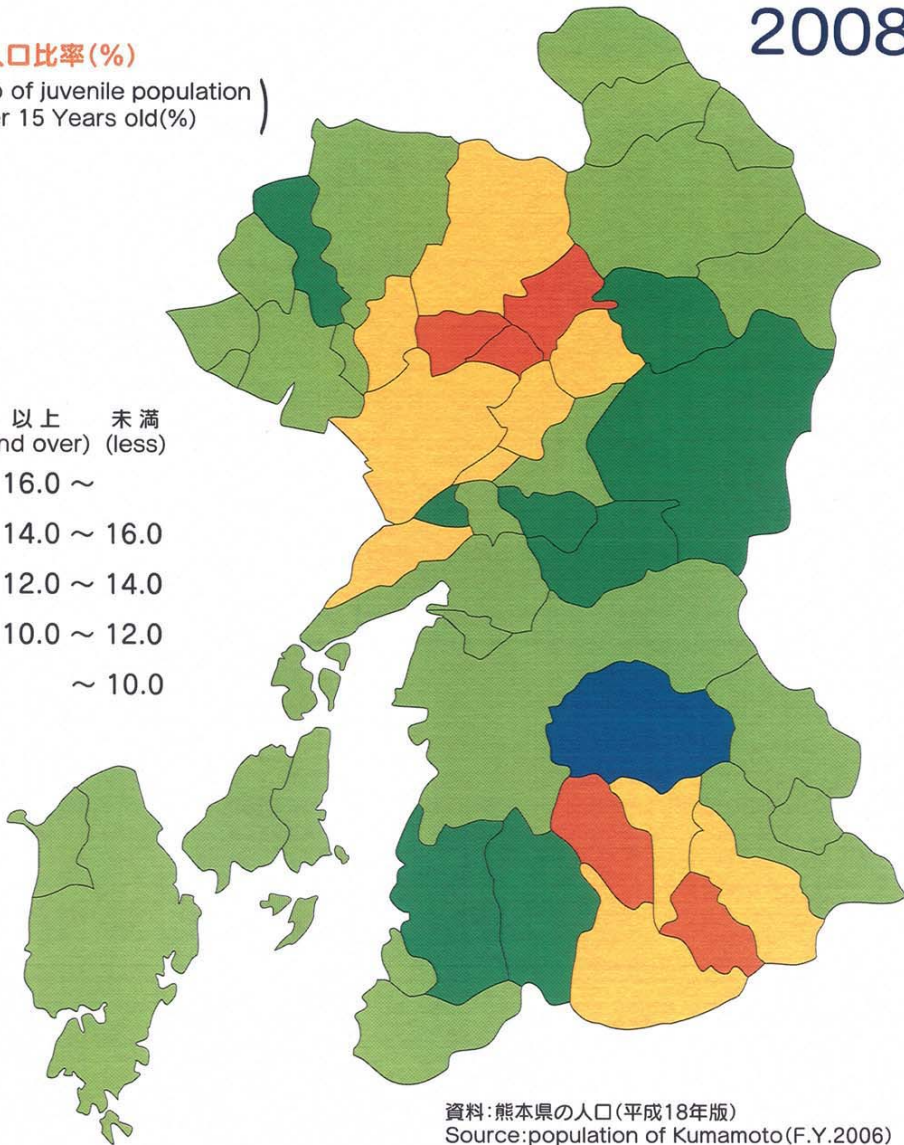 2008
人口比率(%)
of juvenile population
15 Years old(%)
以上 未満
over) (less)
16.0～
14.0～16.0
12.0～14.0
10.0～12.0
～10.0
資料:熊本県の人口(平成18年版)
Source:population of Kumamoto(F.Y.2006)